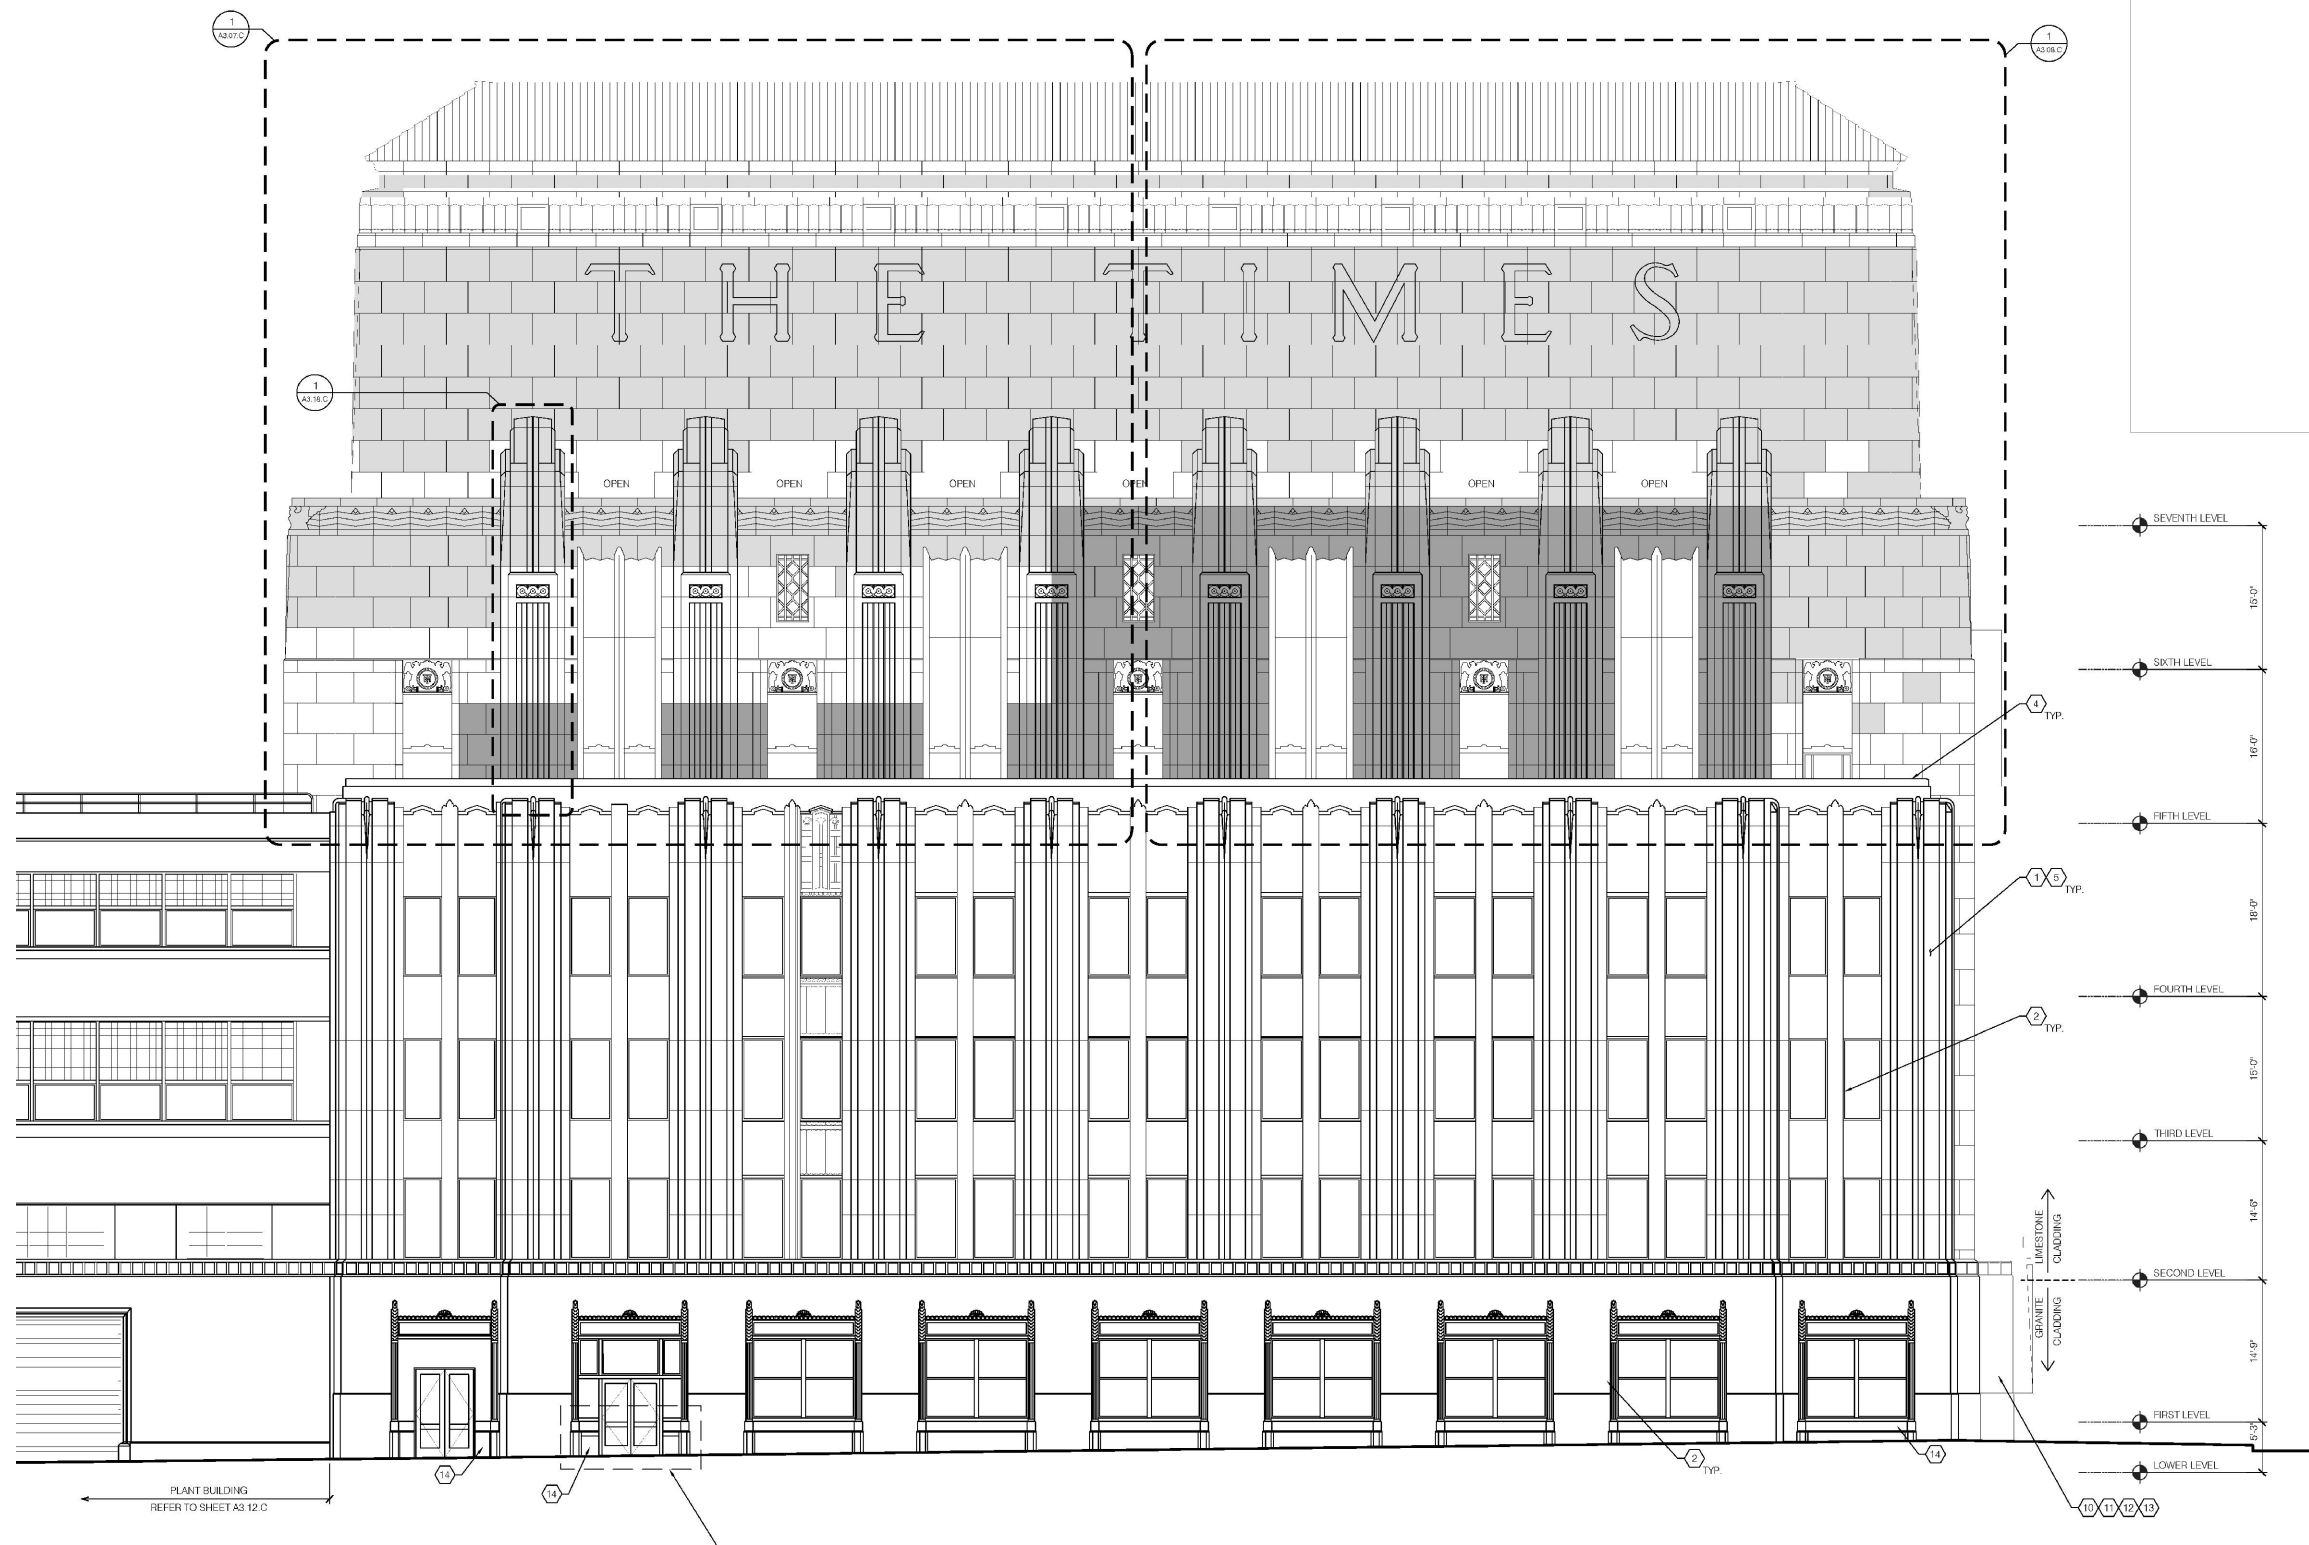 1
A3.07.C
1
A3.08.C
THE TIMES
1
A3.18.C
OPEN
OPEN
OPEN
OPEN
OPEN
OPEN
SEVENTH LEVEL
15'-0"
SIXTH LEVEL
4
TYP.
16'-0"
FIFTH LEVEL
1 5
TYP.
18'-0"
FOURTH LEVEL
2
TYP.
15'-0"
THIRD LEVEL
14'-6"
LIMESTONE
CLADDING
SECOND LEVEL
GRANITE
CLADDING
14'-9"
FIRST LEVEL
5'-3"
14
14
2
TYP.
14
LOWER LEVEL
PLANT BUILDING
REFER TO SHEET A3.12.C
10 11 12 13